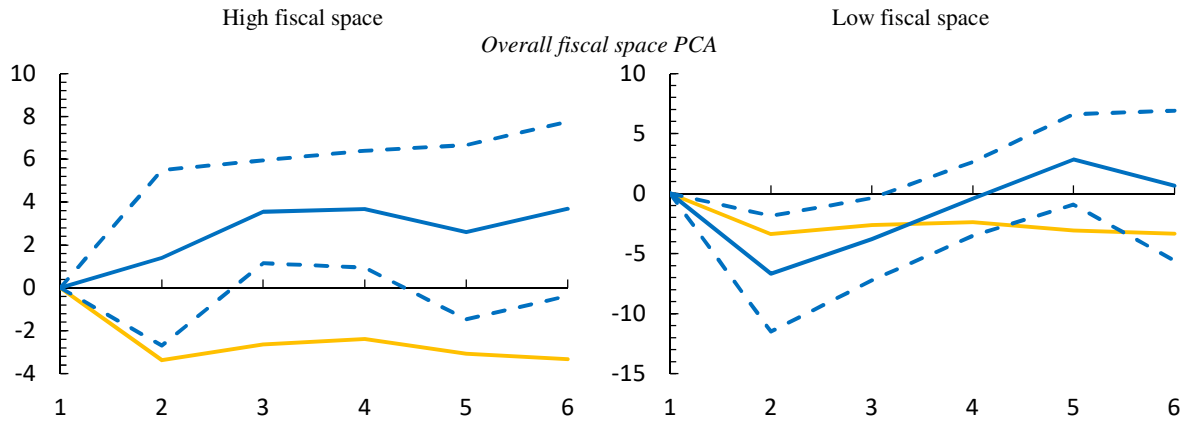 High fiscal space
Low fiscal space
Overall fiscal space PCA
10
8
6
4
2
0
-2
-4
1 2 3 4 5 6
10
5
0
-5
-10
-15
1 2 3 4 5 6